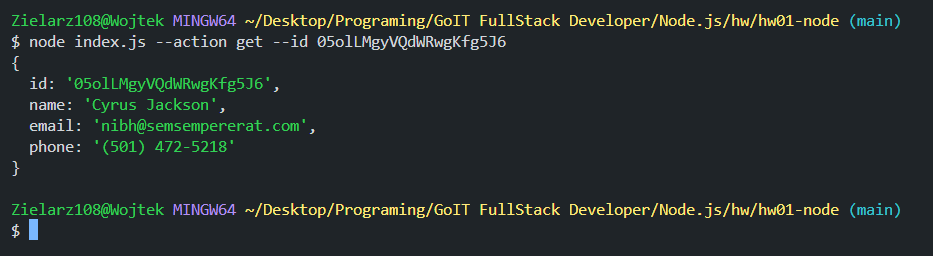 Zielarz108@Wojtek MINGW64 ~/Desktop/Programing/GoIT FullStack Developer/Node.js/hw/hw01-node (main)
$ node index.js --action get --id 05olLMgyVQdWRwgKfg5J6
{
  id: '05olLMgyVQdWRwgKfg5J6',
  name: 'Cyrus Jackson',
  email: 'nibh@semsempererat.com',
  phone: '(501) 472-5218'
}
Zielarz108@Wojtek MINGW64 ~/Desktop/Programing/GoIT FullStack Developer/Node.js/hw/hw01-node (main)
$